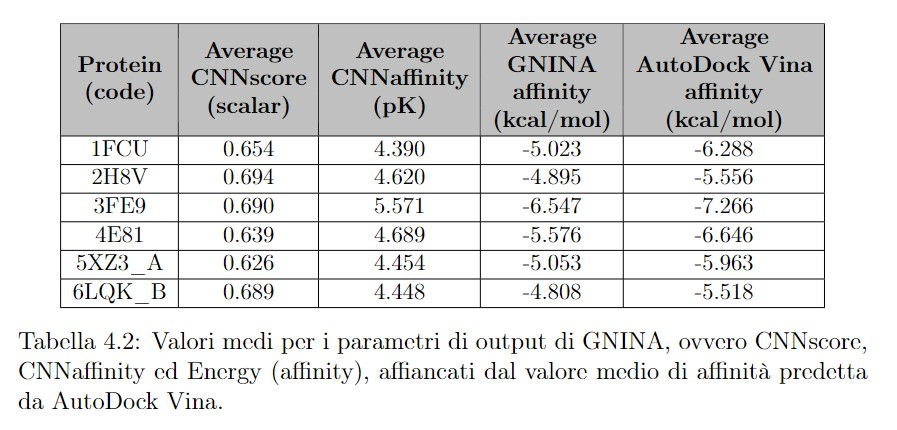 Protein (code) | Average CNNscore (scalar) | Average CNNaffinity (pK) | Average GNINA affinity (kcal/mol) | Average AutoDock Vina affinity (kcal/mol)
1FCU | 0.654 | 4.390 | -5.023 | -6.288
2H8V | 0.694 | 4.620 | -4.895 | -5.556
3FE9 | 0.690 | 5.571 | -6.547 | -7.266
4E81 | 0.639 | 4.689 | -5.576 | -6.646
5XZ3_A | 0.626 | 4.454 | -5.053 | -5.963
6LQK_B | 0.689 | 4.448 | -4.808 | -5.518
Tabella 4.2: Valori medi per i parametri di output di GNINA, ovvero CNNscore,
CNNaffinity ed Energy (affinity), affiancati dal valore medio di affinità predetta
da AutoDock Vina.